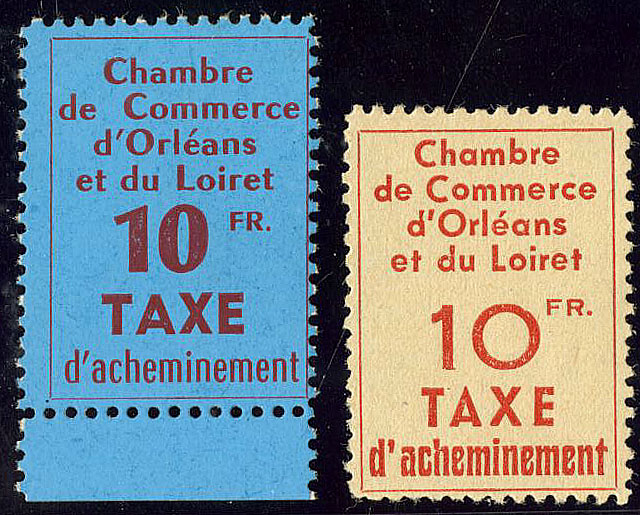 Chambre
de Commerce
d'Orléans
et du Loiret
10 FR.
TAXE
d'acheminement
Chambre
de Commerce
d'Orléans
et du Loiret
10 FR.
TAXE
d'acheminement